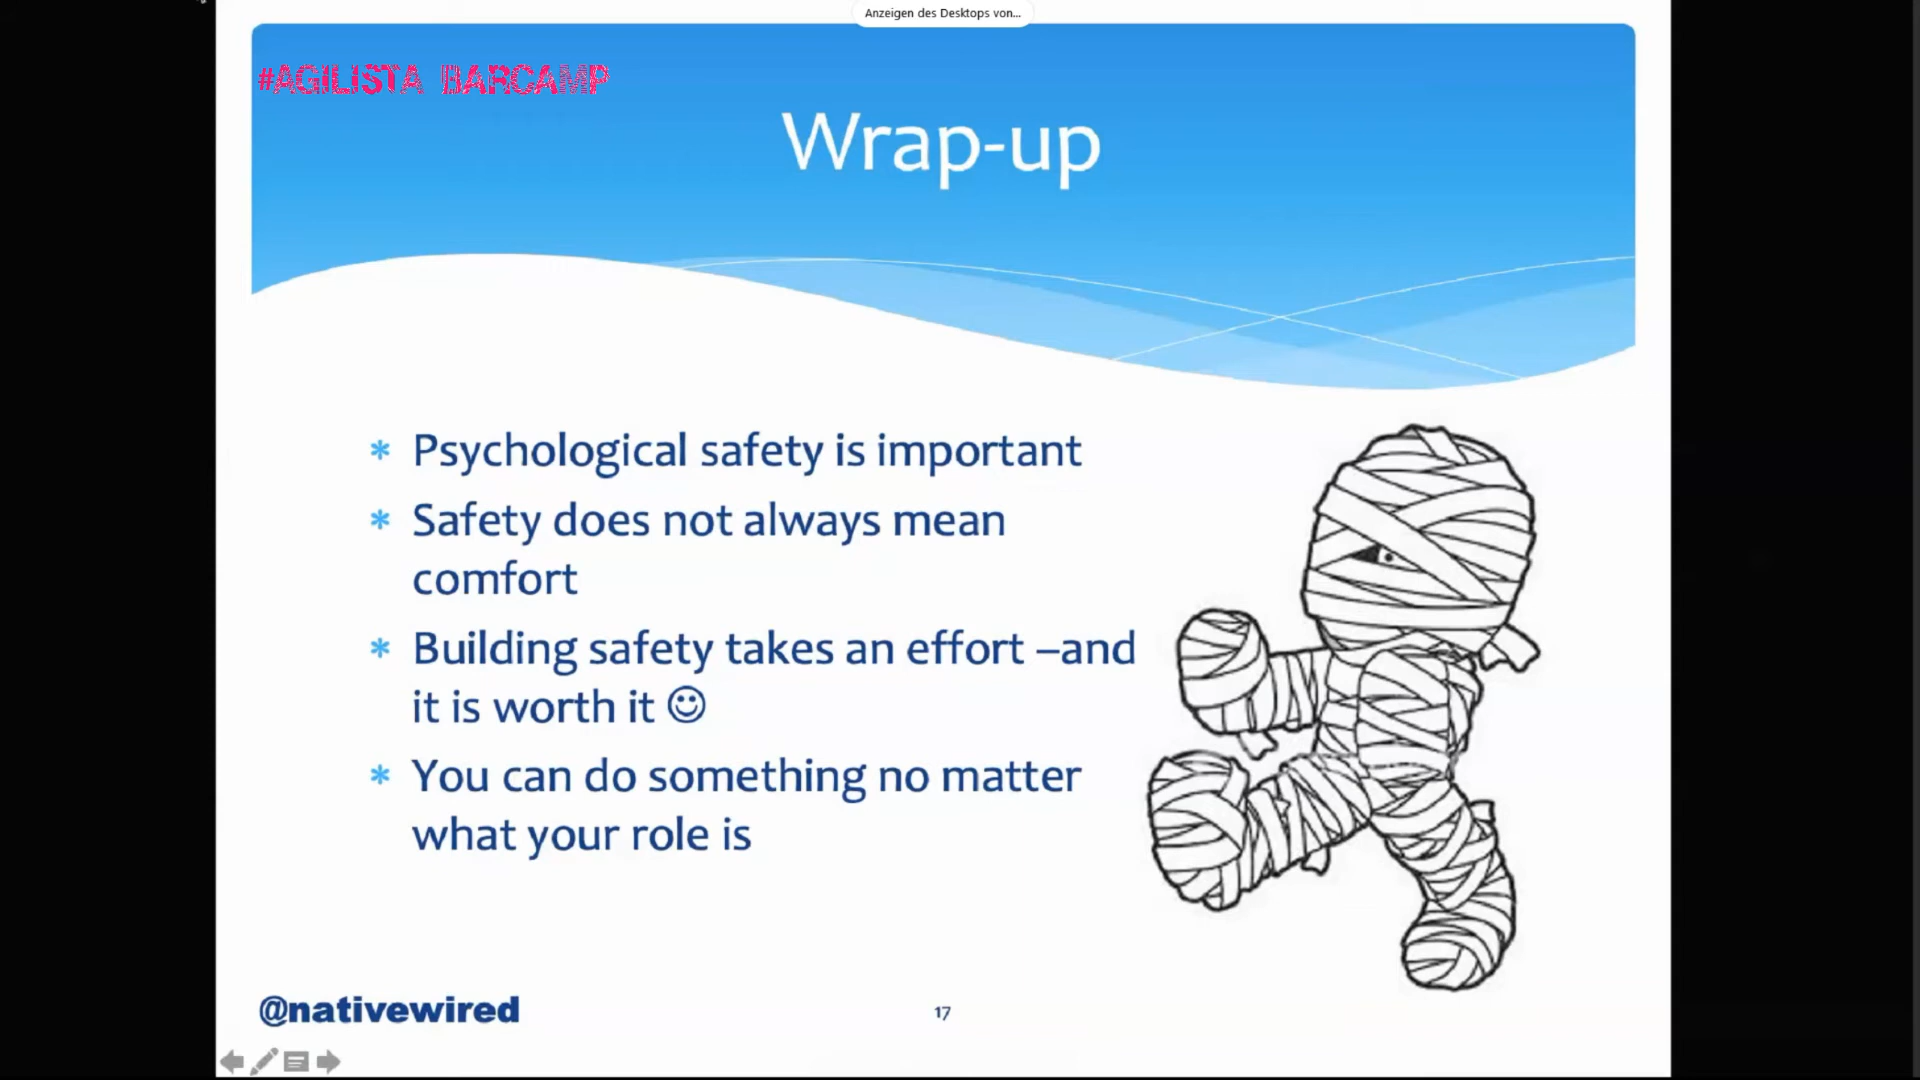 Anzeigen des Desktops von...
#AGILISTA BARCAMP
Wrap-up
* Psychological safety is important
* Safety does not always mean
comfort
* Building safety takes an effort –and
it is worth it ☺
* You can do something no matter
what your role is
@nativewired
17